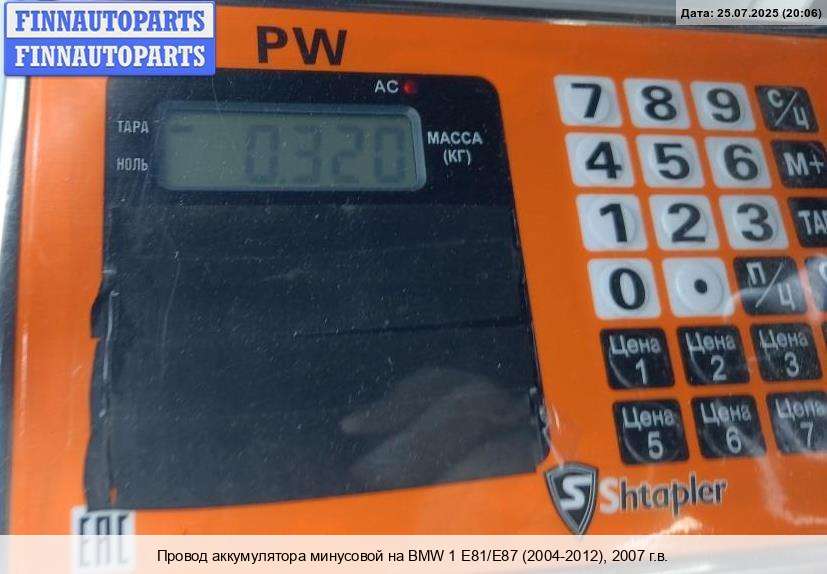 FINNAUTOPARTS
FINNAUTOPARTS
Дата: 25.07.2025 (20:06)
PW
AC
ТАРА
НОЛЬ
0.320
МАССА
(КГ)
7 8 9 С/Ц
4 5 6 М+
1 2 3
0 . П/Ц
Цена 1 Цена 2 Цена 3
Цена 5 Цена 6 Цена 7
S Shtapler
EAC
Провод аккумулятора минусовой на BMW 1 E81/E87 (2004-2012), 2007 г.в.